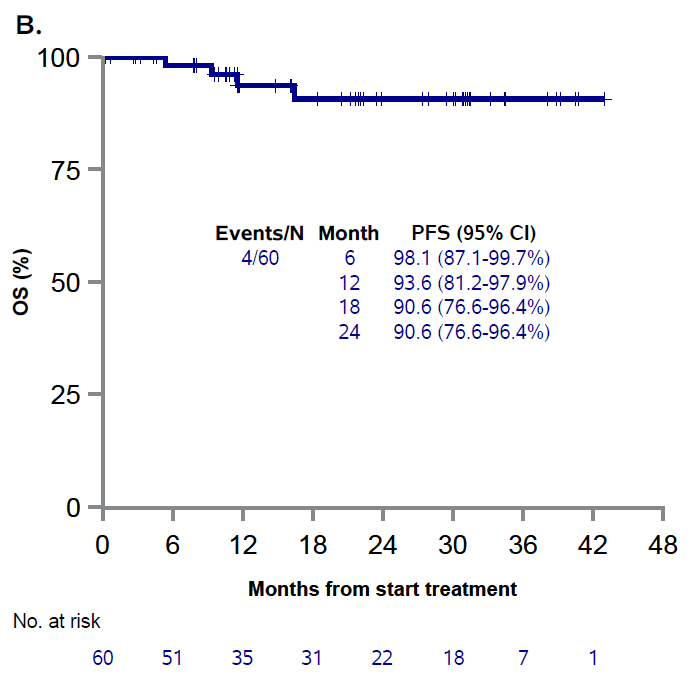 B.
100
75
50
25
0
OS (%)
Events/N Month PFS (95% CI)
4/60 6 98.1 (87.1-99.7%)
12 93.6 (81.2-97.9%)
18 90.6 (76.6-96.4%)
24 90.6 (76.6-96.4%)
0 6 12 18 24 30 36 42 48
Months from start treatment
No. at risk
60 51 35 31 22 18 7 1